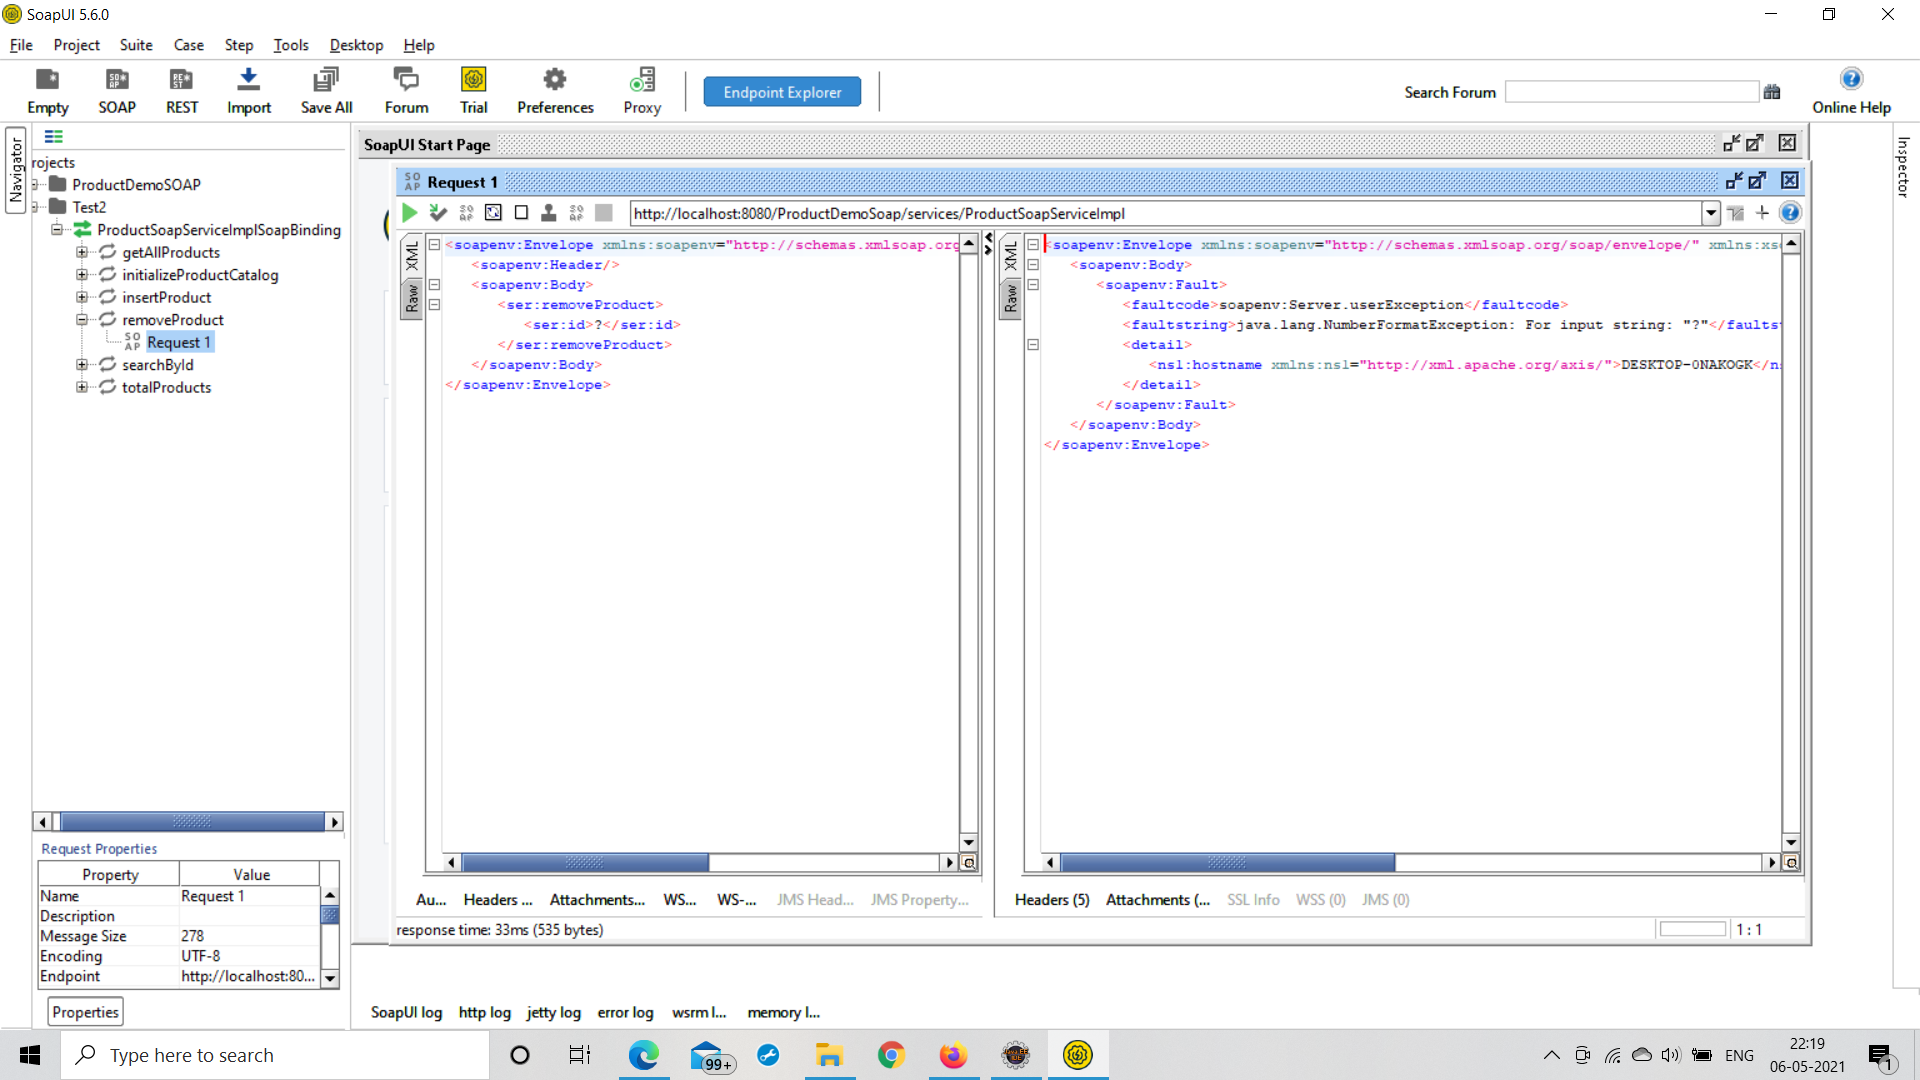 SoapUI 5.6.0
File Project Suite Case Step Tools Desktop Help
Empty SOAP REST Import Save All Forum Trial Preferences Proxy Endpoint Explorer Search Forum Online Help
Navigator
Inspector
rojects
ProductDemoSOAP
Test2
ProductSoapServiceImplSoapBinding
getAllProducts
initializeProductCatalog
insertProduct
removeProduct
SO AP Request 1
searchById
totalProducts
Request Properties
Property Value
Name Request 1
Description
Message Size 278
Encoding UTF-8
Endpoint http://localhost:80...
Properties
SoapUI Start Page
SO AP Request 1
http://localhost:8080/ProductDemoSoap/services/ProductSoapServiceImpl
XML
Raw
<soapenv:Envelope xmlns:soapenv="http://schemas.xmlsoap.org
<soapenv:Header/>
<soapenv:Body>
<ser:removeProduct>
<ser:id>?</ser:id>
</ser:removeProduct>
</soapenv:Body>
</soapenv:Envelope>
Au... Headers ... Attachments... WS... WS-... JMS Head... JMS Property...
XML
Raw
<soapenv:Envelope xmlns:soapenv="http://schemas.xmlsoap.org/soap/envelope/" xmlns:xs
<soapenv:Body>
<soapenv:Fault>
<faultcode>soapenv:Server.userException</faultcode>
<faultstring>java.lang.NumberFormatException: For input string: "?"</faults
<detail>
<ns1:hostname xmlns:ns1="http://xml.apache.org/axis/">DESKTOP-0NAKOGK</n
</detail>
</soapenv:Fault>
</soapenv:Body>
</soapenv:Envelope>
Headers (5) Attachments (... SSL Info WSS (0) JMS (0)
response time: 33ms (535 bytes)
1 : 1
SoapUI log http log jetty log error log wsrm l... memory l...
Type here to search
99+
ENG
22:19
06-05-2021
1